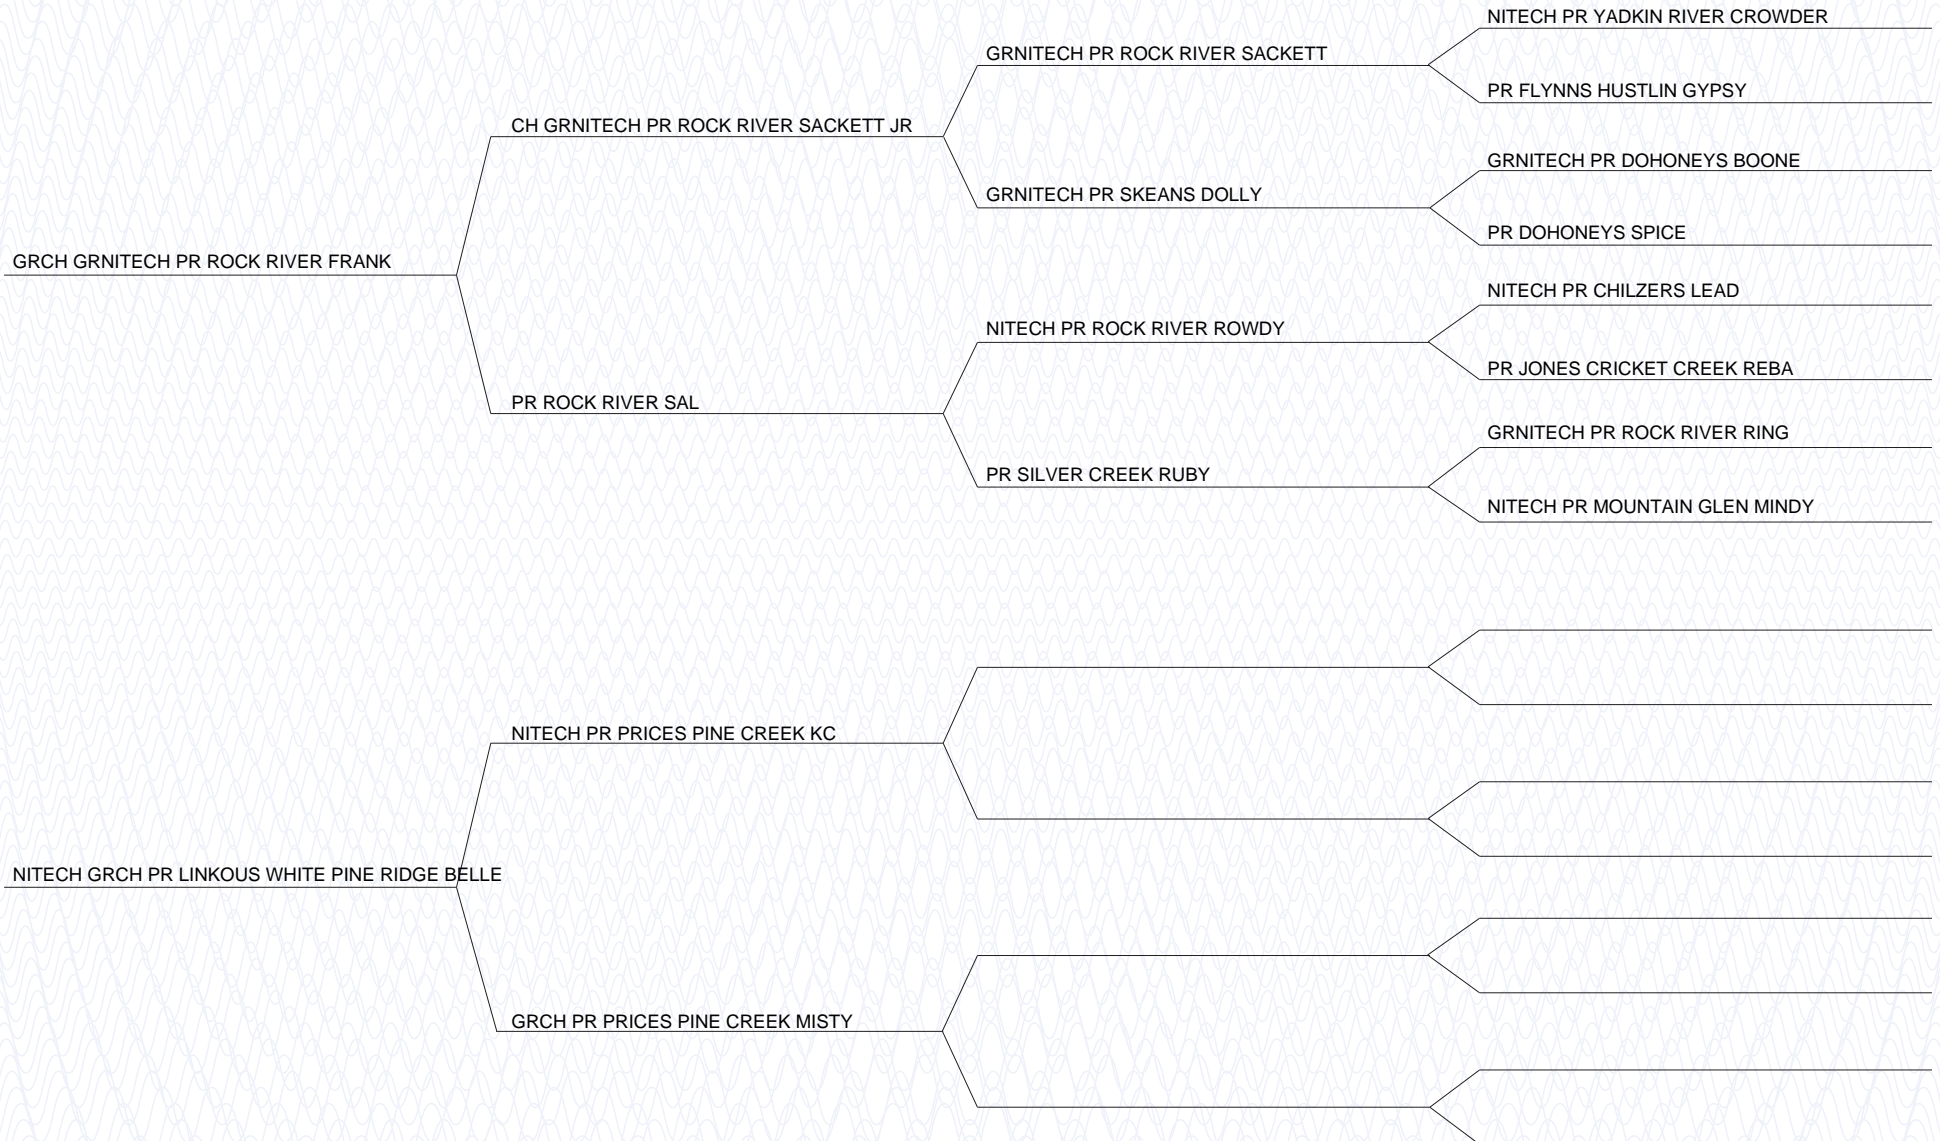 NITECH PR YADKIN RIVER CROWDER
GRNITECH PR ROCK RIVER SACKETT
PR FLYNNS HUSTLIN GYPSY
CH GRNITECH PR ROCK RIVER SACKETT JR
GRNITECH PR DOHONEYS BOONE
GRNITECH PR SKEANS DOLLY
PR DOHONEYS SPICE
GRCH GRNITECH PR ROCK RIVER FRANK
NITECH PR CHILZERS LEAD
NITECH PR ROCK RIVER ROWDY
PR JONES CRICKET CREEK REBA
PR ROCK RIVER SAL
GRNITECH PR ROCK RIVER RING
PR SILVER CREEK RUBY
NITECH PR MOUNTAIN GLEN MINDY
NITECH PR PRICES PINE CREEK KC
NITECH GRCH PR LINKOUS WHITE PINE RIDGE BELLE
GRCH PR PRICES PINE CREEK MISTY